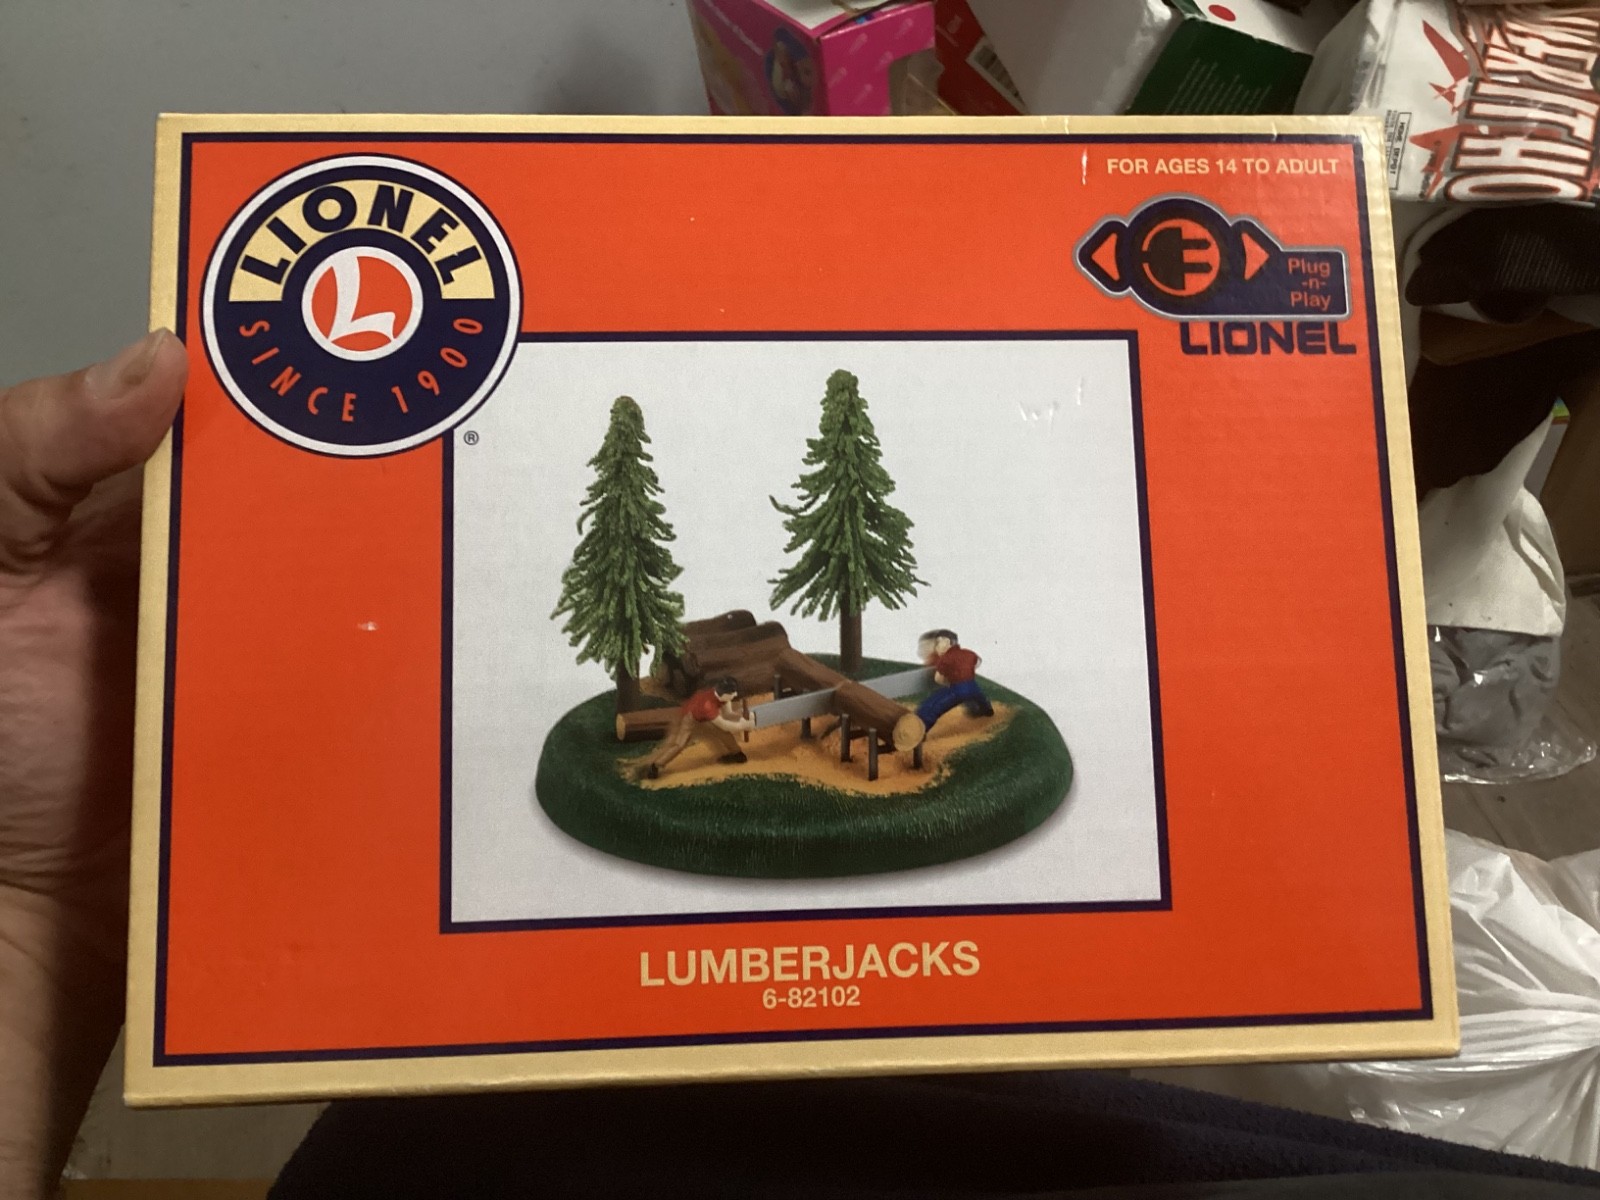 LIONEL
L
SINCE 1900
®
FOR AGES 14 TO ADULT
Plug
-n-
Play
LIONEL
LUMBERJACKS
6-82102